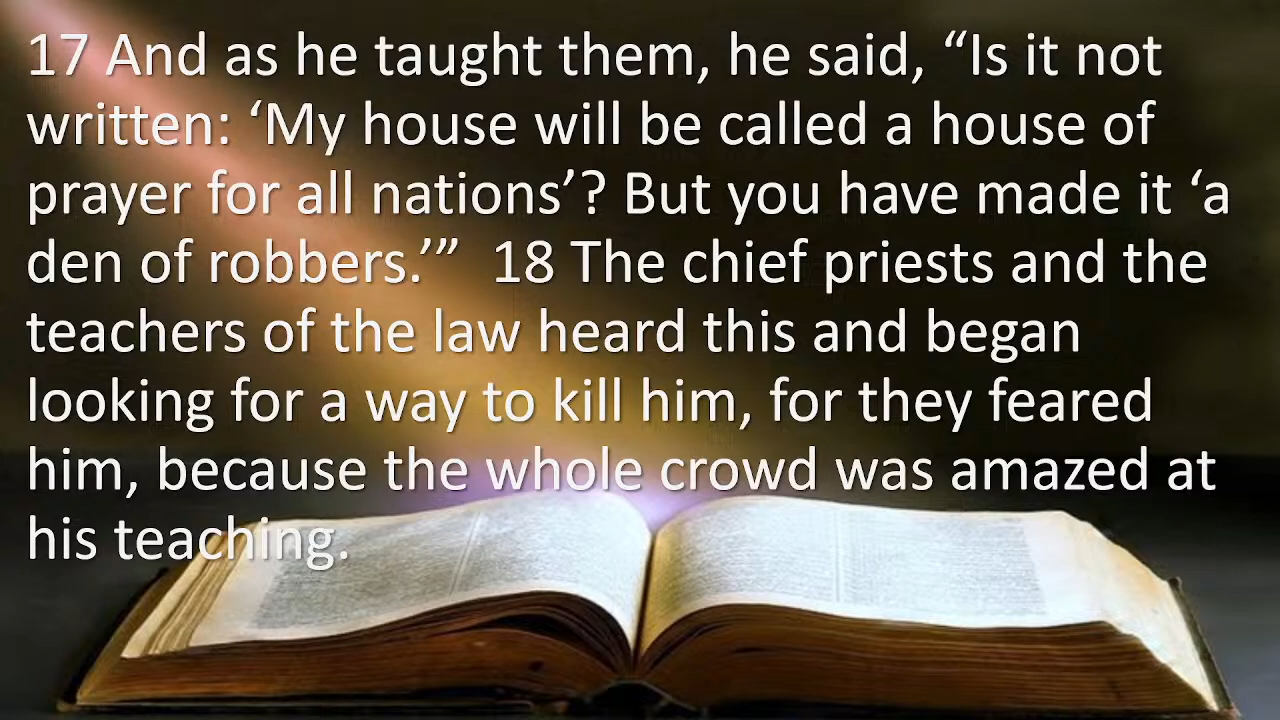 17 And as he taught them, he said, “Is it not
written: ‘My house will be called a house of
prayer for all nations’? But you have made it ‘a
den of robbers.’”  18 The chief priests and the
teachers of the law heard this and began
looking for a way to kill him, for they feared
him, because the whole crowd was amazed at
his teaching.